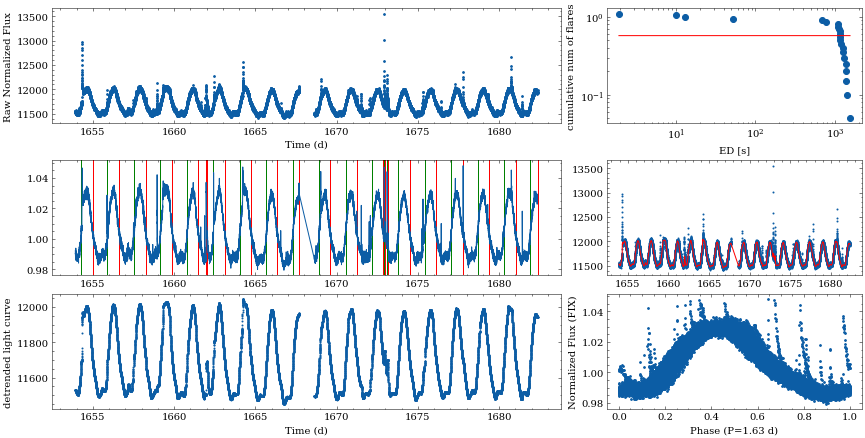 Raw Normalized Flux
13500
13000
12500
12000
11500
1655 1660 1665 1670 1675 1680
Time (d)
cumulative num of flares
10⁰
10⁻¹
10¹ 10² 10³
ED [s]
1.04
1.02
1.00
0.98
1655 1660 1665 1670 1675 1680
13500
13000
12500
12000
11500
1655 1660 1665 1670 1675 1680
detrended light curve
12000
11800
11600
1655 1660 1665 1670 1675 1680
Time (d)
Normalized Flux (FIX)
1.04
1.02
1.00
0.98
0.0 0.2 0.4 0.6 0.8 1.0
Phase (P=1.63 d)